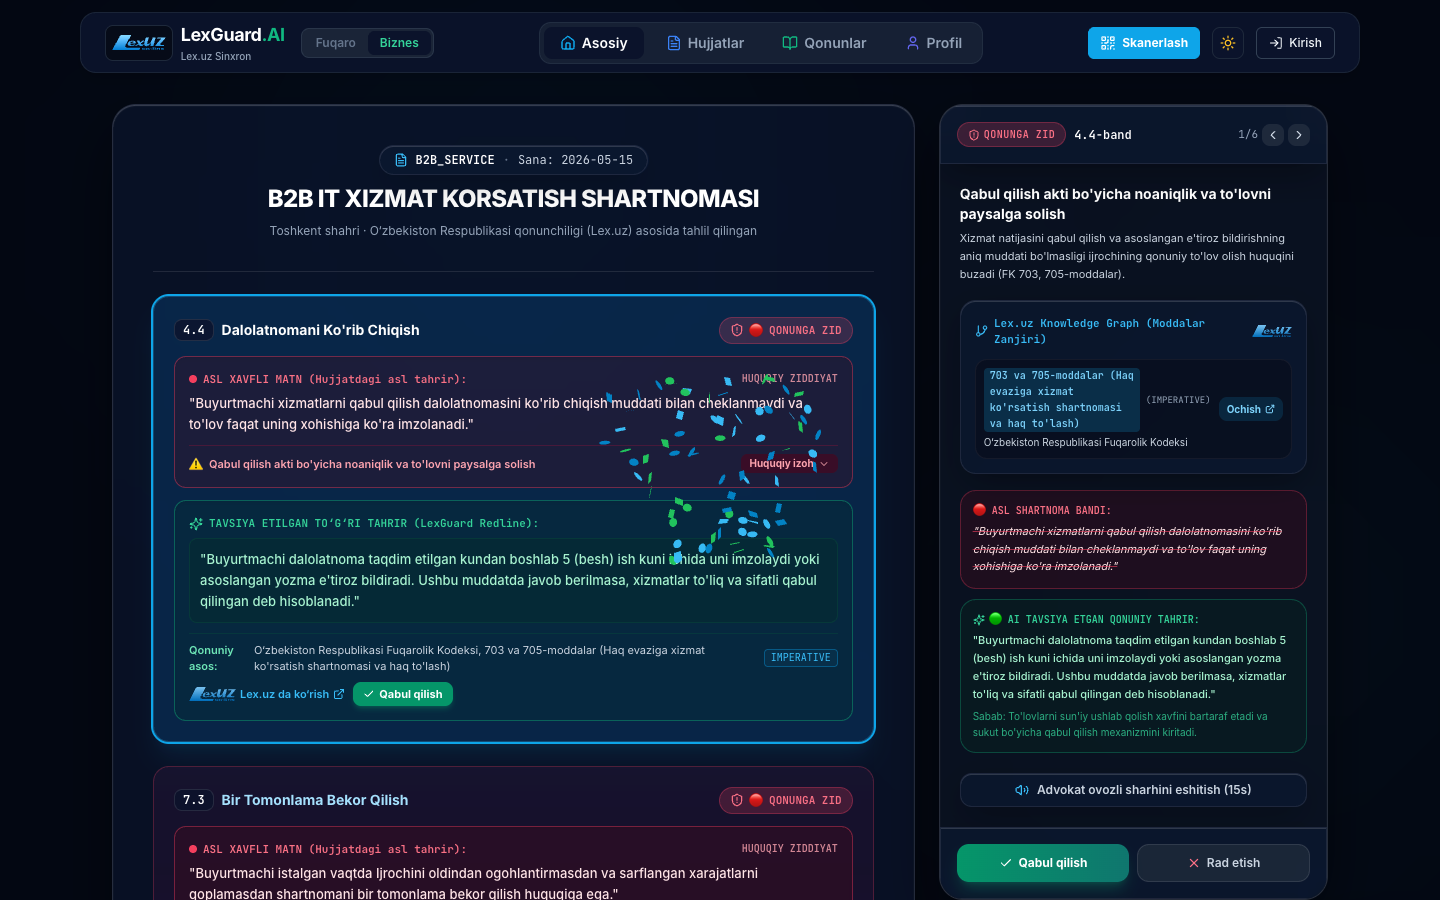 LexUZ
LexGuard.AI
Lex.uz Sinxron
Fuqaro
Biznes
Asosiy
Hujjatlar
Qonunlar
Profil
Skanerlash
Kirish
B2B_SERVICE · Sana: 2026-05-15
B2B IT XIZMAT KORSATISH SHARTNOMASI
Toshkent shahri · O‘zbekiston Respublikasi qonunchiligi (Lex.uz) asosida tahlil qilingan
4.4 Dalolatnomani Ko'rib Chiqish
QONUNGA ZID
ASL XAVFLI MATN (Hujjatdagi asl tahrir):
HUQUQIY ZIDDIYAT
"Buyurtmachi xizmatlarni qabul qilish dalolatnomasini ko'rib chiqish muddati bilan cheklanmaydi va
to'lov faqat uning xohishiga ko'ra imzolanadi."
Qabul qilish akti bo'yicha noaniqlik va to'lovni paysalga solish
Huquqiy izoh
TAVSIYA ETILGAN TO‘G‘RI TAHRIR (LexGuard Redline):
"Buyurtmachi dalolatnoma taqdim etilgan kundan boshlab 5 (besh) ish kuni ichida uni imzolaydi yoki
asoslangan yozma e'tiroz bildiradi. Ushbu muddatda javob berilmasa, xizmatlar to'liq va sifatli qabul
qilingan deb hisoblanadi."
Qonuniy
asos:
O‘zbekiston Respublikasi Fuqarolik Kodeksi, 703 va 705-moddalar (Haq evaziga xizmat
ko'rsatish shartnomasi va haq to'lash)
IMPERATIVE
LexUZ
Lex.uz da ko‘rish
Qabul qilish
7.3 Bir Tomonlama Bekor Qilish
QONUNGA ZID
ASL XAVFLI MATN (Hujjatdagi asl tahrir):
HUQUQIY ZIDDIYAT
"Buyurtmachi istalgan vaqtda Ijrochini oldindan ogohlantirmasdan va sarflangan xarajatlarni
qoplamasdan shartnomani bir tomonlama bekor qilish huquqiga ega."
QONUNGA ZID
4.4-band
1/6
Qabul qilish akti bo'yicha noaniqlik va to'lovni
paysalga solish
Xizmat natijasini qabul qilish va asoslangan e'tiroz bildirishning
aniq muddati bo'lmasligi ijrochining qonuniy to'lov olish huquqini
buzadi (FK 703, 705-moddalar).
Lex.uz Knowledge Graph (Moddalar
Zanjiri)
LexUZ
703 va 705-moddalar (Haq
evaziga xizmat
ko'rsatish shartnomasi
va haq to'lash)
(IMPERATIVE)
Ochish
O‘zbekiston Respublikasi Fuqarolik Kodeksi
ASL SHARTNOMA BANDI:
"Buyurtmachi xizmatlarni qabul qilish dalolatnomasini ko'rib
chiqish muddati bilan cheklanmaydi va to'lov faqat uning
xohishiga ko'ra imzolanadi."
AI TAVSIYA ETGAN QONUNIY TAHRIR:
"Buyurtmachi dalolatnoma taqdim etilgan kundan boshlab 5
(besh) ish kuni ichida uni imzolaydi yoki asoslangan yozma
e'tiroz bildiradi. Ushbu muddatda javob berilmasa, xizmatlar
to'liq va sifatli qabul qilingan deb hisoblanadi."
Sabab: To'lovlarni sun'iy ushlab qolish xavfini bartaraf etadi va
sukut bo'yicha qabul qilish mexanizmini kiritadi.
Advokat ovozli sharhini eshitish (15s)
Qabul qilish
Rad etish